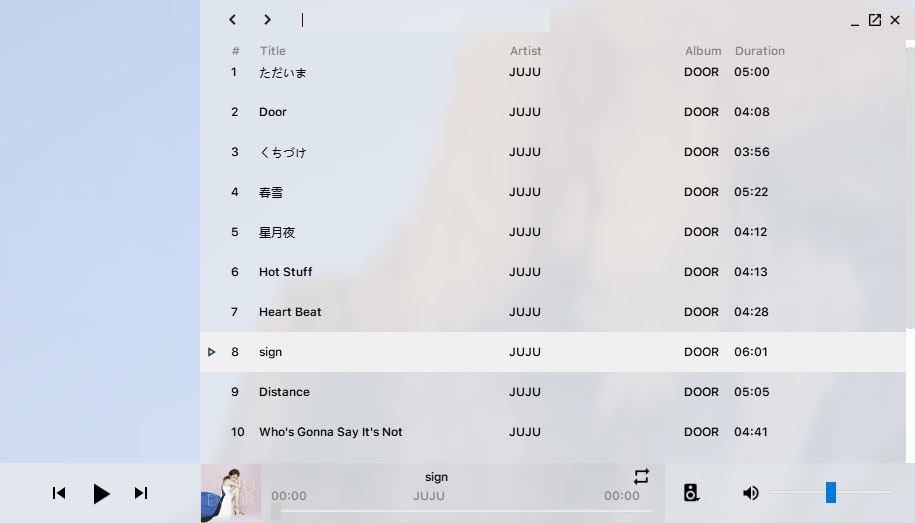 # Title Artist Album Duration
1 ただいま JUJU DOOR 05:00
2 Door JUJU DOOR 04:08
3 くちづけ JUJU DOOR 03:56
4 春雪 JUJU DOOR 05:22
5 星月夜 JUJU DOOR 04:12
6 Hot Stuff JUJU DOOR 04:13
7 Heart Beat JUJU DOOR 04:28
8 sign JUJU DOOR 06:01
9 Distance JUJU DOOR 05:05
10 Who's Gonna Say It's Not JUJU DOOR 04:41
sign
00:00 JUJU 00:00